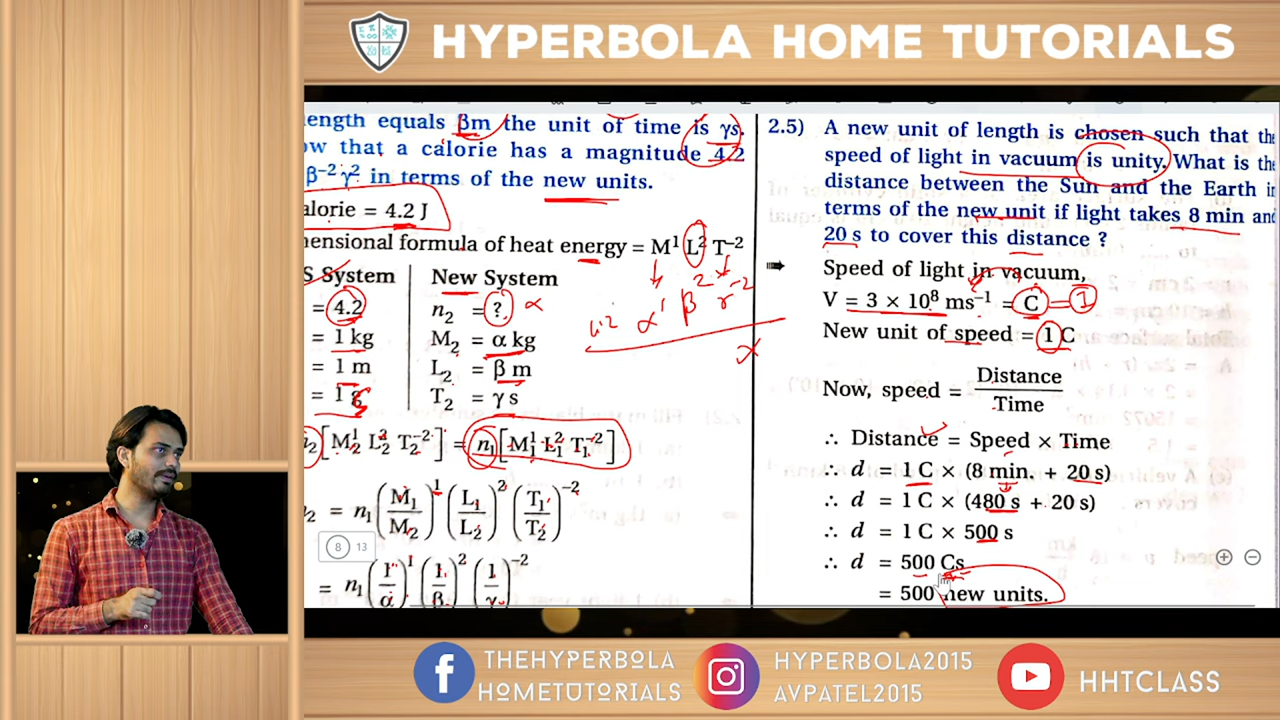 HYPERBOLA HOME TUTORIALS
length equals βm the unit of time is γs.
ow that a calorie has a magnitude 4.2
β⁻² γ² in terms of the new units.
alorie = 4.2 J
mensional formula of heat energy = M¹ L² T⁻²
S System
New System
= 4.2
n₂ = ? α
= 1 kg
M₂ = α kg
= 1 m
L₂ = β m
= 1 s
T₂ = γ s
4.2 α¹ β² γ⁻²
α
n₂ [M₂¹ L₂² T₂⁻²] = n₁ [M₁¹ L₁² T₁⁻²]
₂ = n₁ (M₁/M₂)¹ (L₁/L₂)² (T₁/T₂)⁻²
8 13
= n₁ (1/α)¹ (1/β)² (1/γ)⁻²
2.5) A new unit of length is chosen such that the
speed of light in vacuum is unity. What is the
distance between the Sun and the Earth in
terms of the new unit if light takes 8 min and
20 s to cover this distance ?
Speed of light in vacuum,
V = 3 × 10⁸ ms⁻¹ = C = 1
New unit of speed = 1 C
Now, speed = Distance / Time
∴ Distance = Speed × Time
∴ d = 1 C × (8 min. + 20 s)
∴ d = 1 C × (480 s + 20 s)
∴ d = 1 C × 500 s
∴ d = 500 Cs
= 500 new units.
THEHYPERBOLA
HOMETUTORIALS
HYPERBOLA2015
AVPATEL2015
HHTCLASS